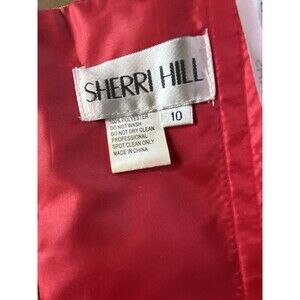 SHERRI HILL
100% POLYESTER
DO NOT WASH
DO NOT DRY CLEAN
PROFESSIONAL
SPOT CLEAN ONLY
MADE IN CHINA
10